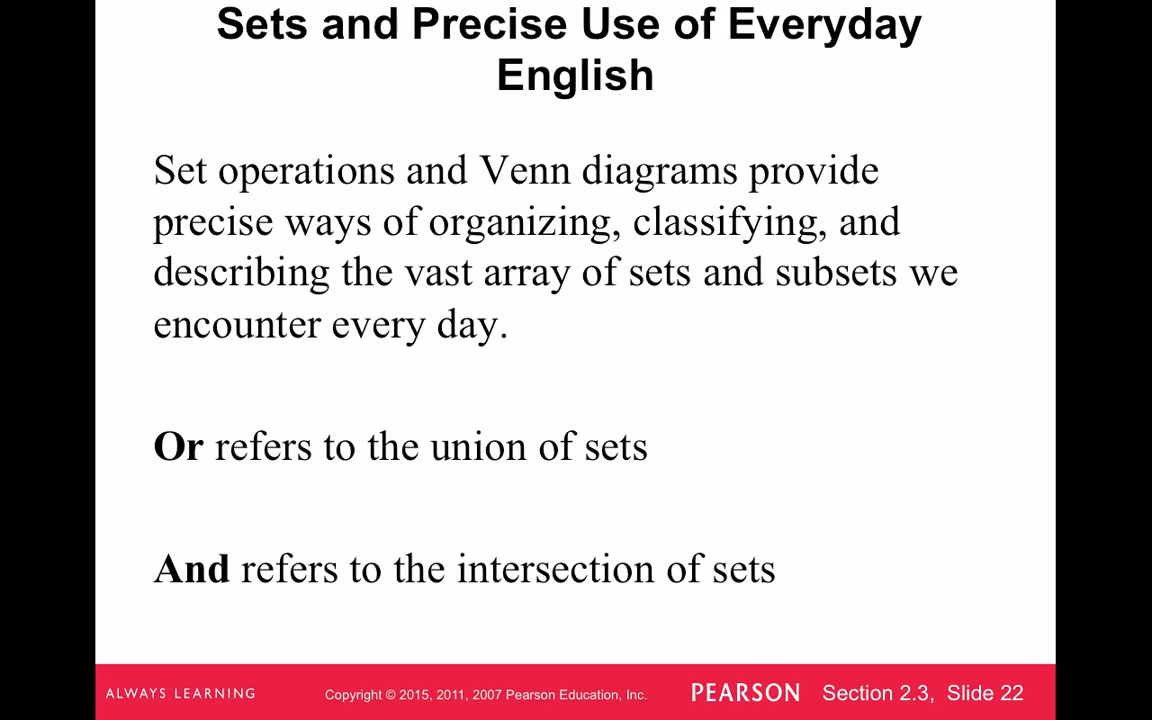 Sets and Precise Use of Everyday
English
Set operations and Venn diagrams provide
precise ways of organizing, classifying, and
describing the vast array of sets and subsets we
encounter every day.
Or refers to the union of sets
And refers to the intersection of sets
ALWAYS LEARNING Copyright © 2015, 2011, 2007 Pearson Education, Inc. PEARSON Section 2.3, Slide 22